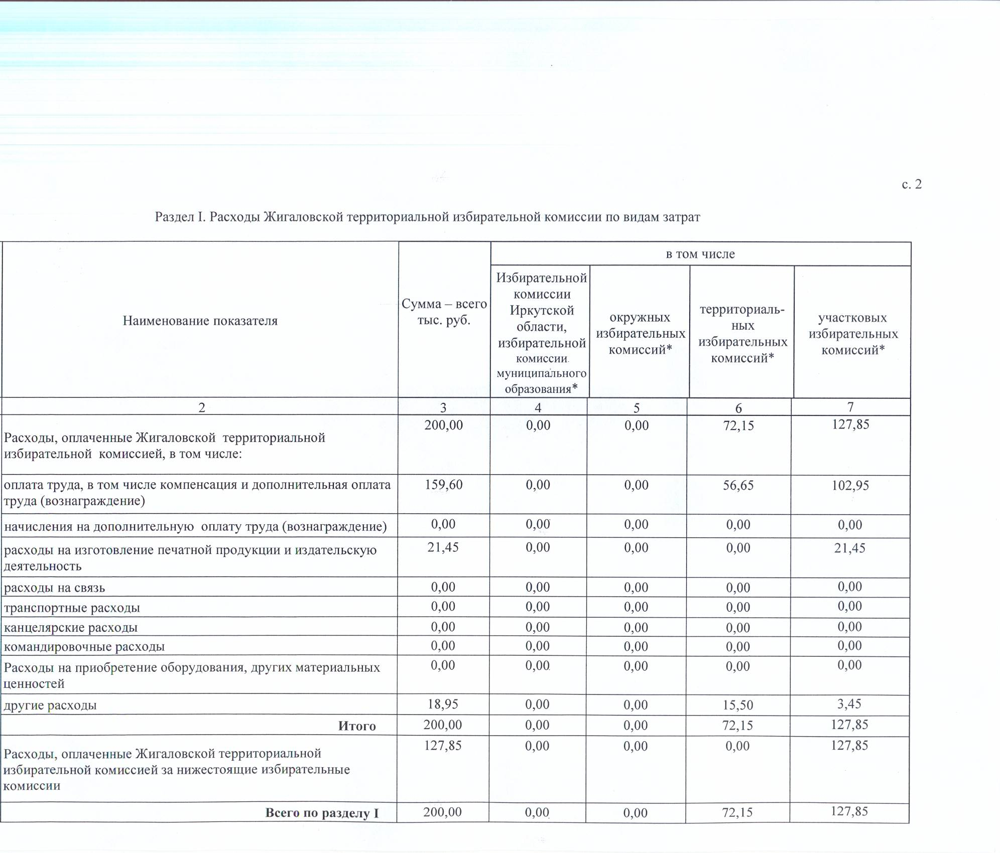 с. 2
Раздел I. Расходы Жигаловской территориальной избирательной комиссии по видам затрат
Наименование показателя
Сумма – всего
тыс. руб.
в том числе
Избирательной
комиссии
Иркутской
области,
избирательной
комиссии
муниципального
образования*
окружных
избирательных
комиссий*
территориаль-
ных
избирательных
комиссий*
участковых
избирательных
комиссий*
2 3 4 5 6 7
Расходы, оплаченные Жигаловской территориальной
избирательной комиссией, в том числе:
200,00 0,00 0,00 72,15 127,85
оплата труда, в том числе компенсация и дополнительная оплата
труда (вознаграждение)
159,60 0,00 0,00 56,65 102,95
начисления на дополнительную оплату труда (вознаграждение) 0,00 0,00 0,00 0,00 0,00
расходы на изготовление печатной продукции и издательскую
деятельность
21,45 0,00 0,00 0,00 21,45
расходы на связь 0,00 0,00 0,00 0,00 0,00
транспортные расходы 0,00 0,00 0,00 0,00 0,00
канцелярские расходы 0,00 0,00 0,00 0,00 0,00
командировочные расходы 0,00 0,00 0,00 0,00 0,00
Расходы на приобретение оборудования, других материальных
ценностей
0,00 0,00 0,00 0,00 0,00
другие расходы 18,95 0,00 0,00 15,50 3,45
Итого 200,00 0,00 0,00 72,15 127,85
Расходы, оплаченные Жигаловской территориальной
избирательной комиссией за нижестоящие избирательные
комиссии
127,85 0,00 0,00 0,00 127,85
Всего по разделу I 200,00 0,00 0,00 72,15 127,85